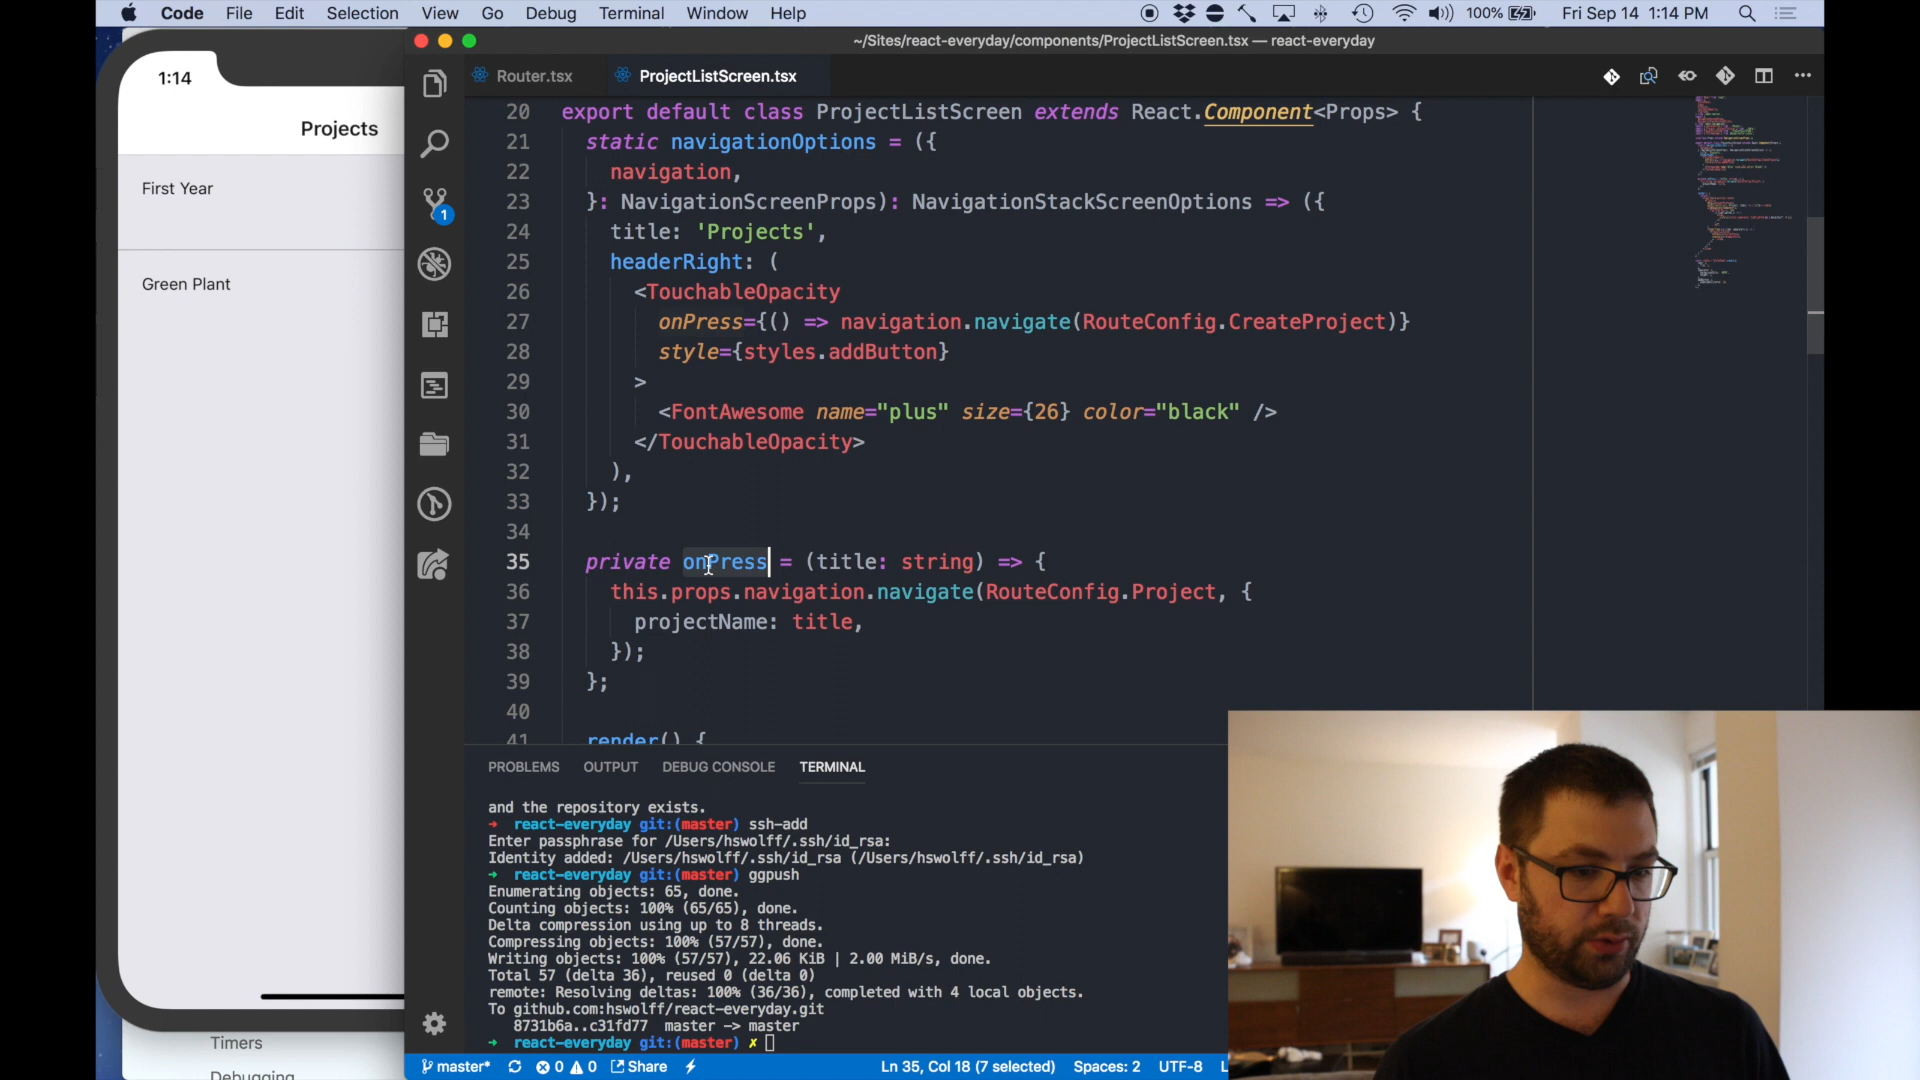 Code File Edit Selection View Go Debug Terminal Window Help 100% Fri Sep 14 1:14 PM
~/Sites/react-everyday/components/ProjectListScreen.tsx — react-everyday
1:14
Projects
First Year
Green Plant
Timers
Debugging
Router.tsx ProjectListScreen.tsx
20 export default class ProjectListScreen extends React.Component<Props> {
21 static navigationOptions = ({
22 navigation,
23 }: NavigationScreenProps): NavigationStackScreenOptions => ({
24 title: 'Projects',
25 headerRight: (
26 <TouchableOpacity
27 onPress={() => navigation.navigate(RouteConfig.CreateProject)}
28 style={styles.addButton}
29 >
30 <FontAwesome name="plus" size={26} color="black" />
31 </TouchableOpacity>
32 ),
33 });
34
35 private onPress = (title: string) => {
36 this.props.navigation.navigate(RouteConfig.Project, {
37 projectName: title,
38 });
39 };
40
41 render() {
1
PROBLEMS OUTPUT DEBUG CONSOLE TERMINAL
and the repository exists.
➜ react-everyday git:(master) ssh-add
Enter passphrase for /Users/hswolff/.ssh/id_rsa:
Identity added: /Users/hswolff/.ssh/id_rsa (/Users/hswolff/.ssh/id_rsa)
➜ react-everyday git:(master) ggpush
Enumerating objects: 65, done.
Counting objects: 100% (65/65), done.
Delta compression using up to 8 threads.
Compressing objects: 100% (57/57), done.
Writing objects: 100% (57/57), 22.06 KiB | 2.00 MiB/s, done.
Total 57 (delta 36), reused 0 (delta 0)
remote: Resolving deltas: 100% (36/36), completed with 4 local objects.
To github.com:hswolff/react-everyday.git
8731b6a..c31fd77 master -> master
➜ react-everyday git:(master) ✗
master* 0 0 Share Ln 35, Col 18 (7 selected) Spaces: 2 UTF-8 L